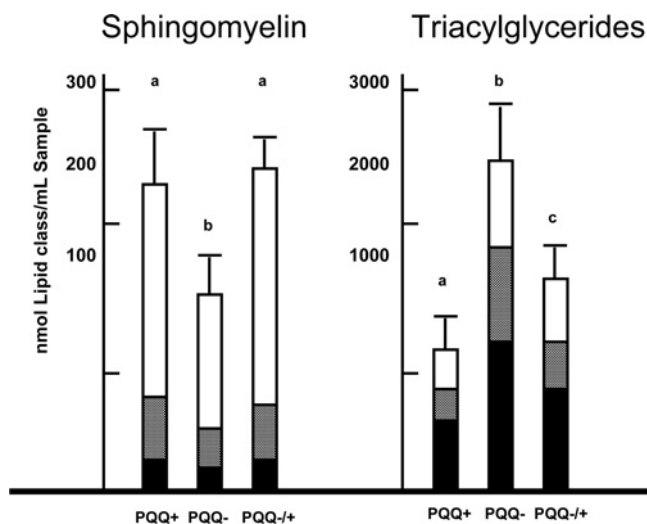 Sphingomyelin
Triacylglycerides
nmol Lipid class/mL Sample
300
200
100
a
b
a
PQQ+ PQQ- PQQ-/+
3000
2000
1000
a
b
c
PQQ+ PQQ- PQQ-/+